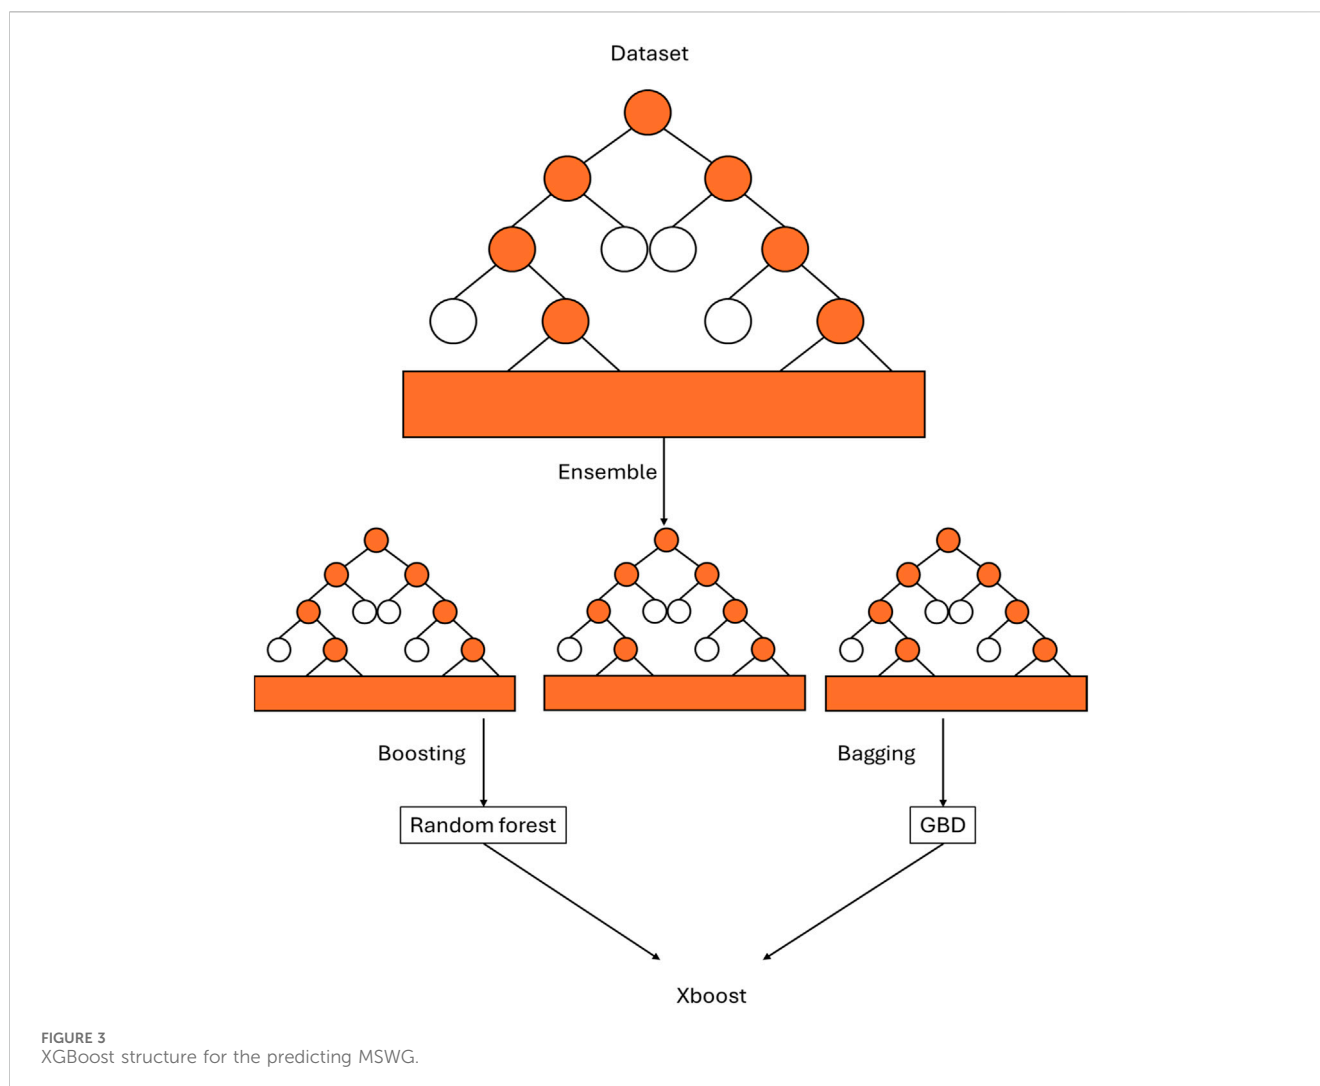 Dataset
Ensemble
Boosting
Bagging
Random forest
GBD
Xboost
FIGURE 3
XGBoost structure for the predicting MSWG.